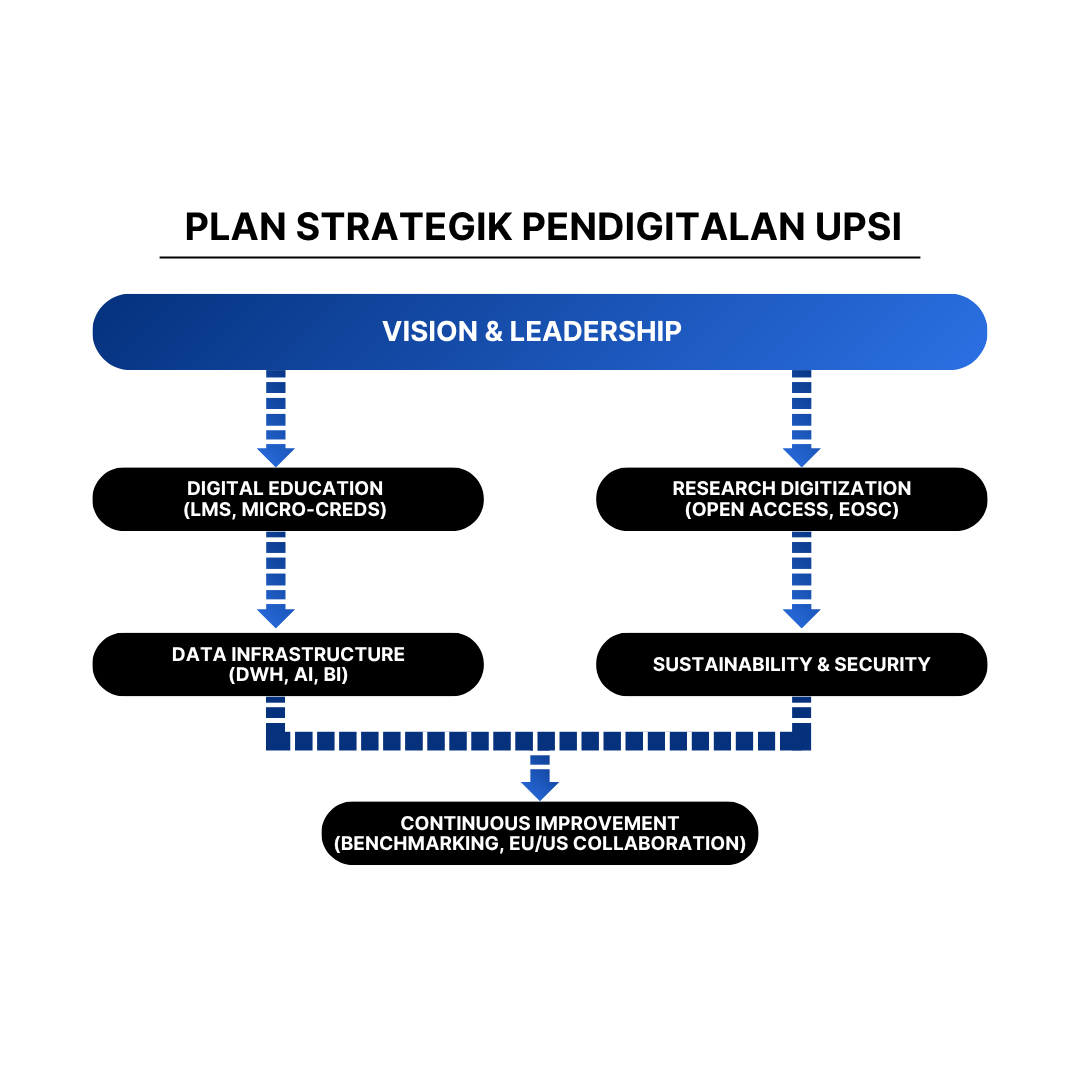 PLAN STRATEGIK PENDIGITALAN UPSI
VISION & LEADERSHIP
DIGITAL EDUCATION
(LMS, MICRO-CREDS)
RESEARCH DIGITIZATION
(OPEN ACCESS, EOSC)
DATA INFRASTRUCTURE
(DWH, AI, BI)
SUSTAINABILITY & SECURITY
CONTINUOUS IMPROVEMENT
(BENCHMARKING, EU/US COLLABORATION)